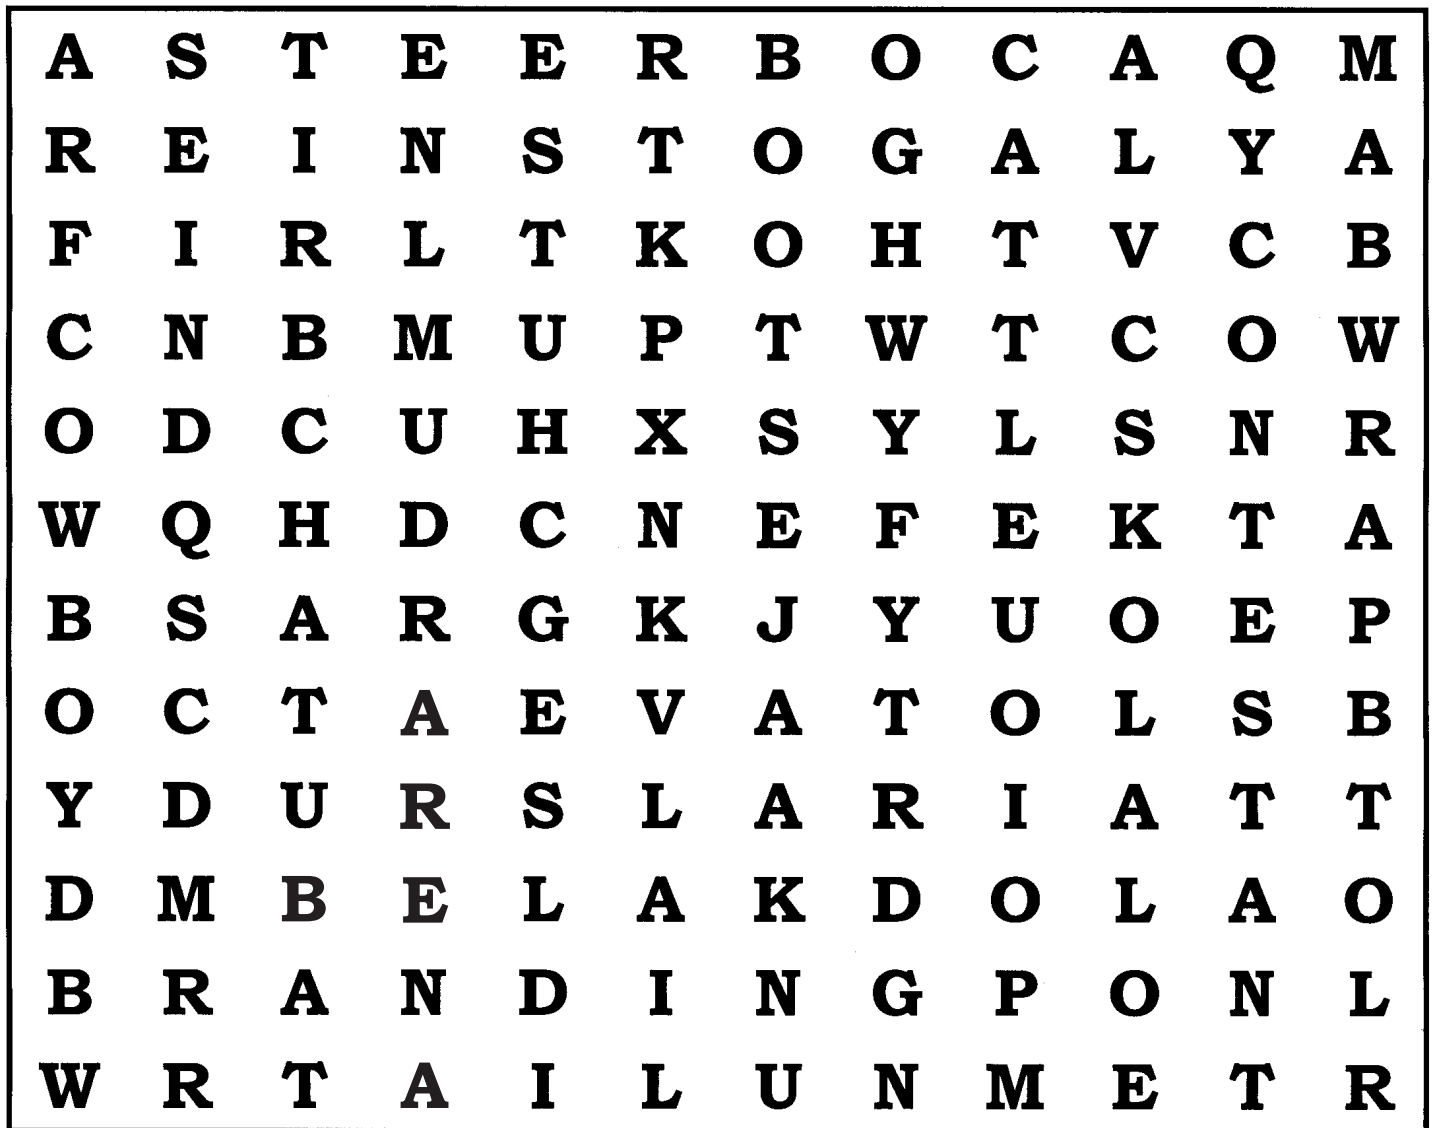 A S T E E R B O C A Q M
R E I N S T O G A L Y A
F I R L T K O H T V C B
C N B M U P T W T C O W
O D C U H X S Y L S N R
W Q H D C N E F E K T A
B S A R G K J Y U O E P
O C T A E V A T O L S B
Y D U R S L A R I A T T
D M B E L A K D O L A O
B R A N D I N G P O N L
W R T A I L U N M E T R